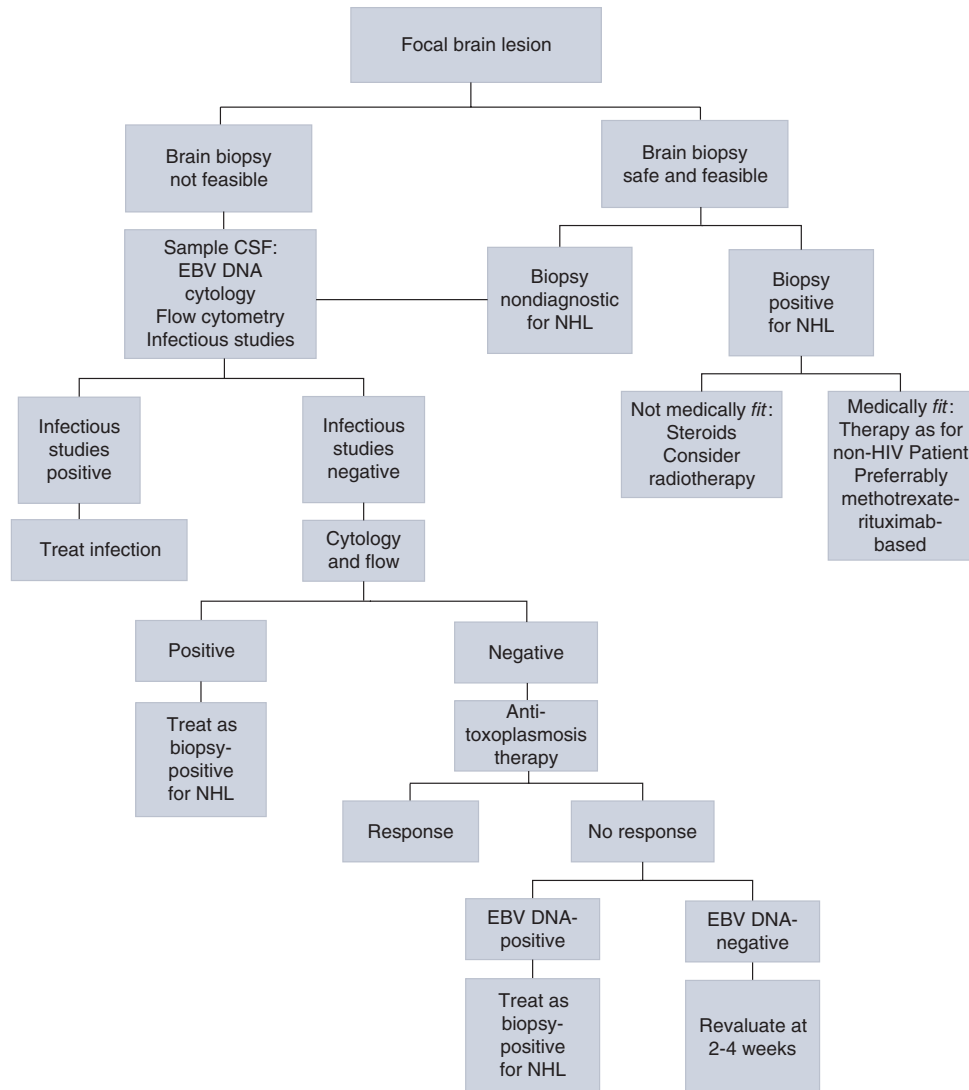 Focal brain lesion
Brain biopsy
not feasible
Brain biopsy
safe and feasible
Sample CSF:
EBV DNA
cytology
Flow cytometry
Infectious studies
Biopsy
nondiagnostic
for NHL
Biopsy
positive
for NHL
Infectious
studies
positive
Infectious
studies
negative
Not medically fit:
Steroids
Consider
radiotherapy
Medically fit:
Therapy as for
non-HIV Patient
Preferrably
methotrexate-
rituximab-
based
Treat infection
Cytology
and flow
Positive
Negative
Treat as
biopsy-
positive
for NHL
Anti-
toxoplasmosis
therapy
Response
No response
EBV DNA-
positive
EBV DNA-
negative
Treat as
biopsy-
positive
for NHL
Revaluate at
2-4 weeks